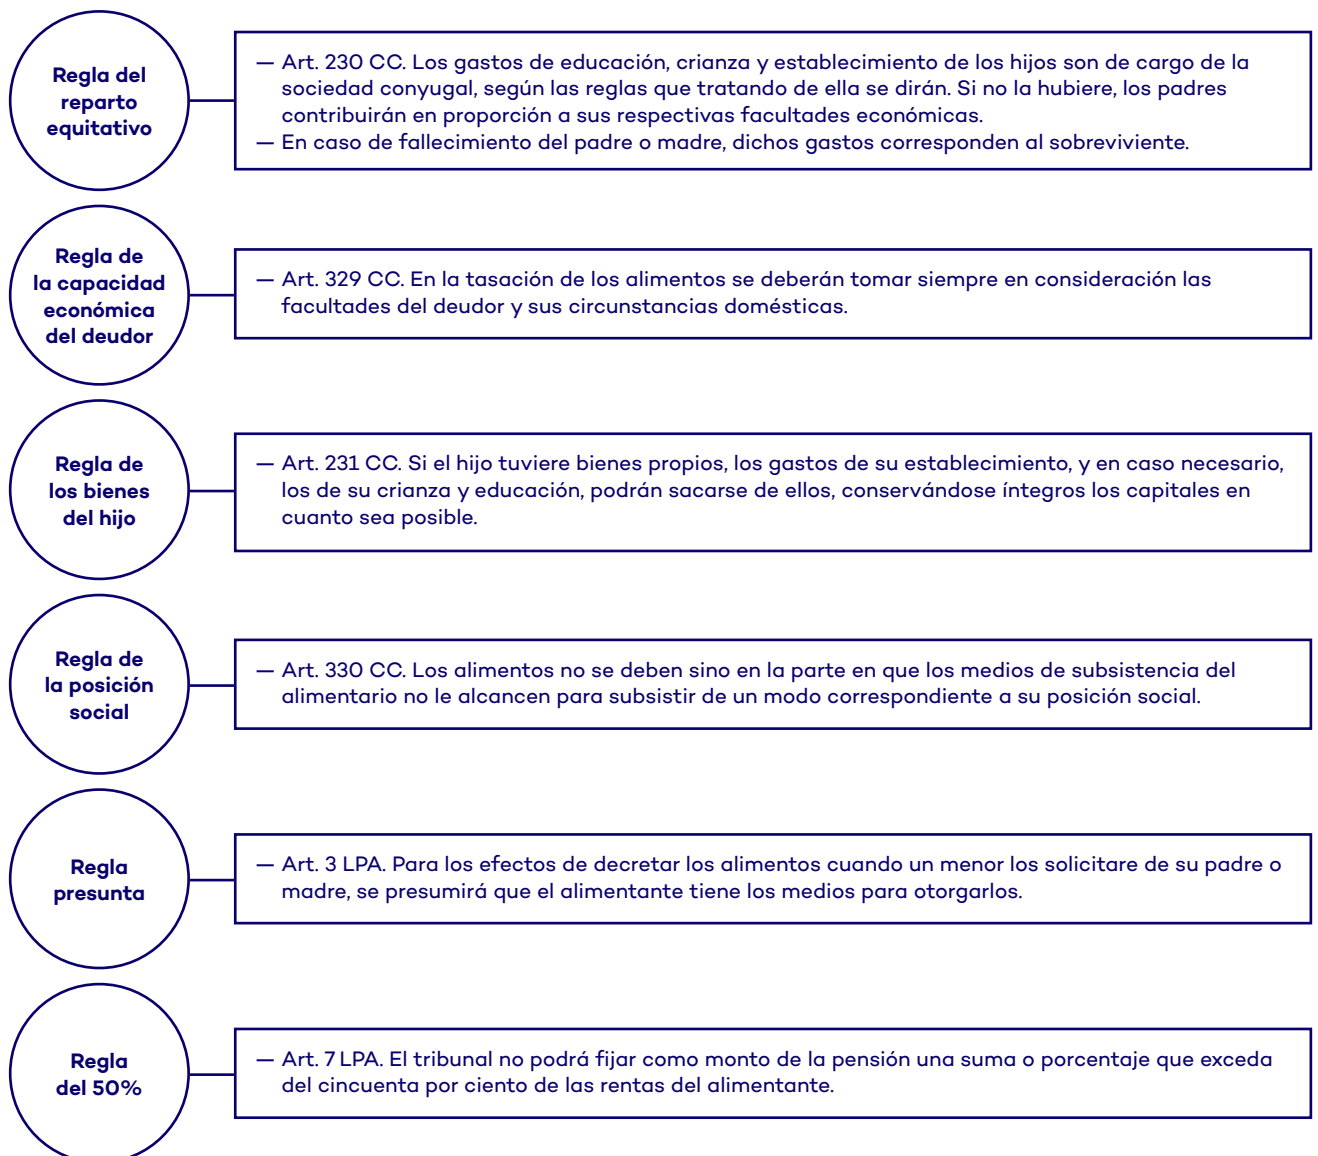 Regla del
reparto
equitativo
— Art. 230 CC. Los gastos de educación, crianza y establecimiento de los hijos son de cargo de la
sociedad conyugal, según las reglas que tratando de ella se dirán. Si no la hubiere, los padres
contribuirán en proporción a sus respectivas facultades económicas.
— En caso de fallecimiento del padre o madre, dichos gastos corresponden al sobreviviente.
Regla de
la capacidad
económica
del deudor
— Art. 329 CC. En la tasación de los alimentos se deberán tomar siempre en consideración las
facultades del deudor y sus circunstancias domésticas.
Regla de
los bienes
del hijo
— Art. 231 CC. Si el hijo tuviere bienes propios, los gastos de su establecimiento, y en caso necesario,
los de su crianza y educación, podrán sacarse de ellos, conservándose íntegros los capitales en
cuanto sea posible.
Regla de
la posición
social
— Art. 330 CC. Los alimentos no se deben sino en la parte en que los medios de subsistencia del
alimentario no le alcancen para subsistir de un modo correspondiente a su posición social.
Regla
presunta
— Art. 3 LPA. Para los efectos de decretar los alimentos cuando un menor los solicitare de su padre o
madre, se presumirá que el alimentante tiene los medios para otorgarlos.
Regla
del 50%
— Art. 7 LPA. El tribunal no podrá fijar como monto de la pensión una suma o porcentaje que exceda
del cincuenta por ciento de las rentas del alimentante.